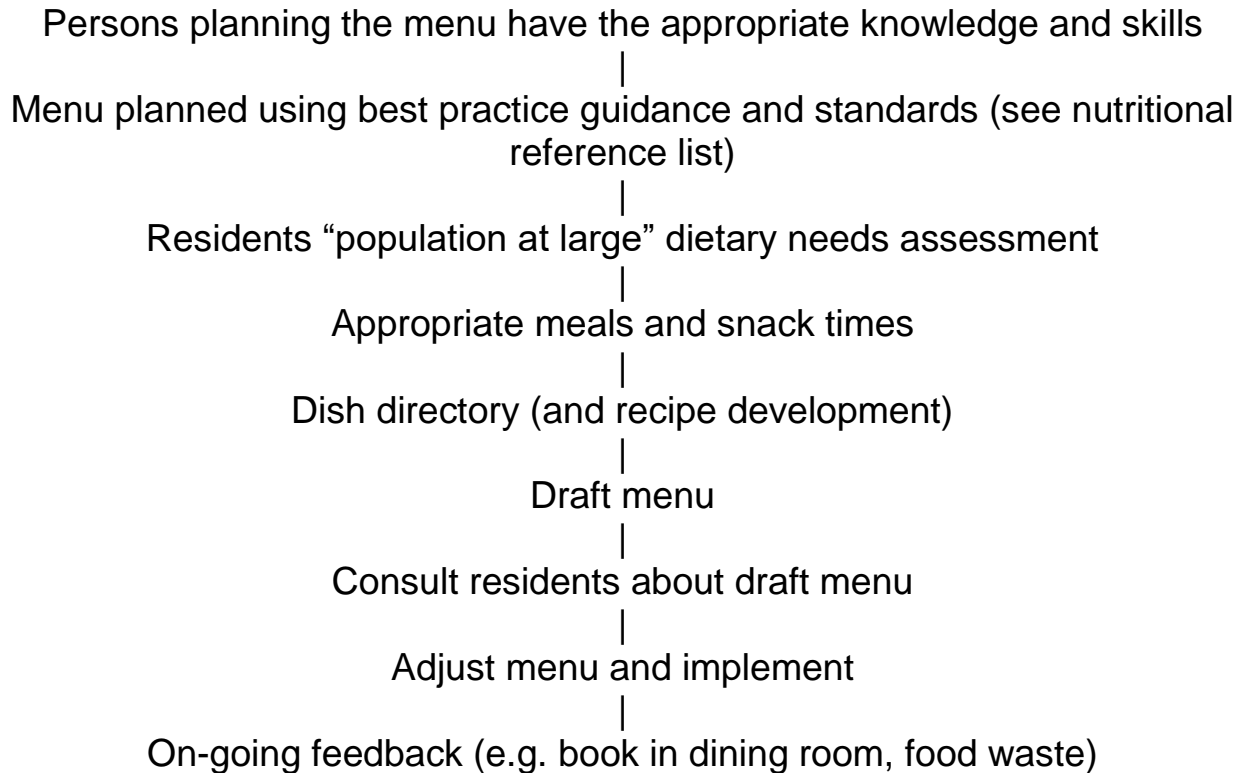 Persons planning the menu have the appropriate knowledge and skills
Menu planned using best practice guidance and standards (see nutritional
reference list)
Residents “population at large” dietary needs assessment
Appropriate meals and snack times
Dish directory (and recipe development)
Draft menu
Consult residents about draft menu
Adjust menu and implement
On-going feedback (e.g. book in dining room, food waste)